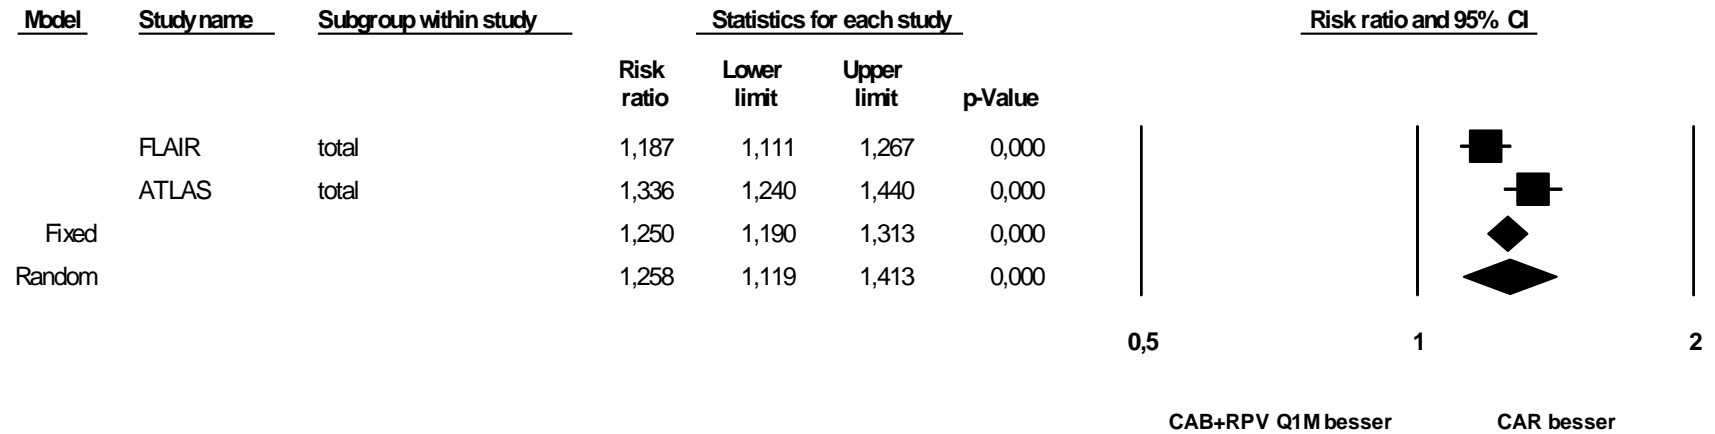 Model Study name Subgroup within study Statistics for each study Risk ratio and 95% CI
Risk ratio Lower limit Upper limit p-Value
FLAIR total 1,187 1,111 1,267 0,000
ATLAS total 1,336 1,240 1,440 0,000
Fixed 1,250 1,190 1,313 0,000
Random 1,258 1,119 1,413 0,000
0,5 1 2
CAB+RPV Q1M besser CAR besser